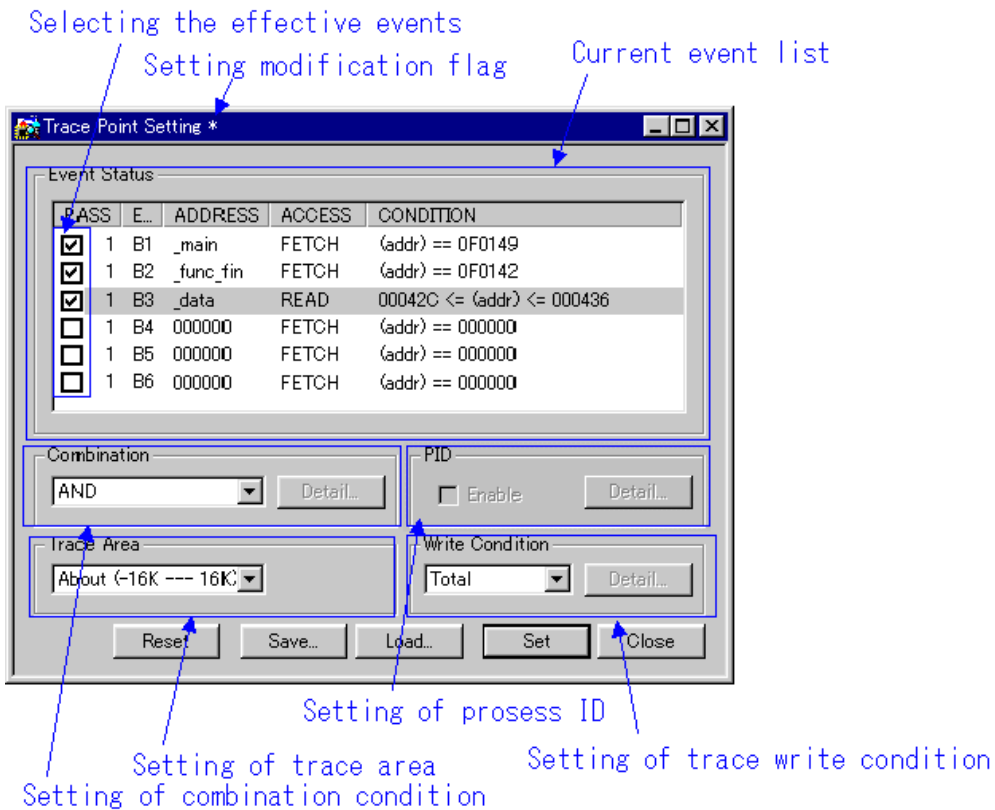 Selecting the effective events
Setting modification flag
Current event list
Trace Point Setting *
Event Status
PASS E... ADDRESS ACCESS CONDITION
1 B1 _main FETCH (addr) == 0F0149
1 B2 _func_fin FETCH (addr) == 0F0142
1 B3 _data READ 00042C <= (addr) <= 000436
1 B4 000000 FETCH (addr) == 000000
1 B5 000000 FETCH (addr) == 000000
1 B6 000000 FETCH (addr) == 000000
Combination
AND Detail...
PID
Enable Detail...
Trace Area
About (-16K --- 16K)
Write Condition
Total Detail...
Reset Save... Load... Set Close
Setting of prosess ID
Setting of trace area
Setting of trace write condition
Setting of combination condition